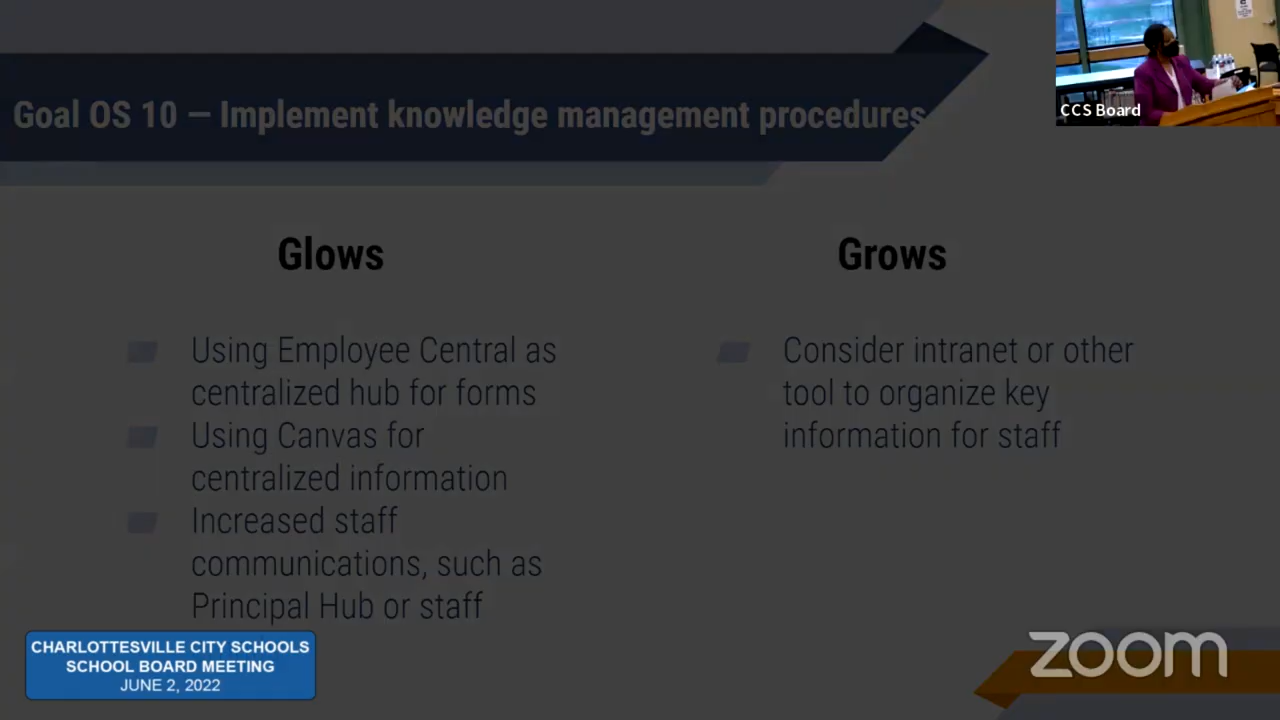 Goal OS 10 — Implement knowledge management procedures
CCS Board
Glows
Using Employee Central as
centralized hub for forms
Using Canvas for
centralized information
Increased staff
communications, such as
Principal Hub or staff
Grows
Consider intranet or other
tool to organize key
information for staff
CHARLOTTESVILLE CITY SCHOOLS
SCHOOL BOARD MEETING
JUNE 2, 2022
zoom